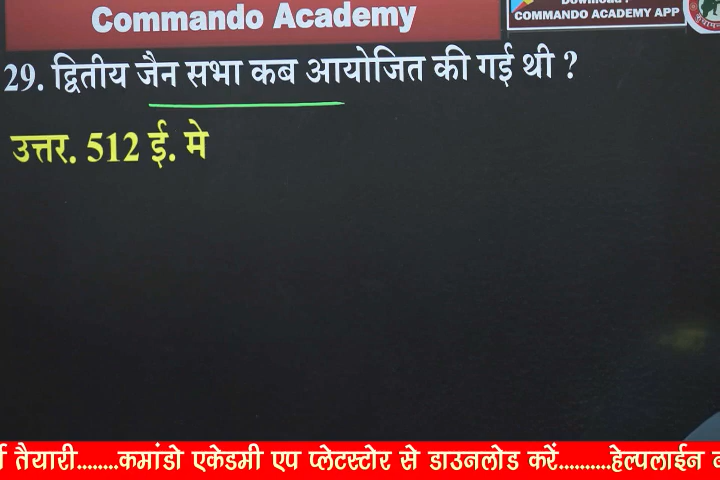 Commando Academy
COMMANDO ACADEMY APP
29. द्वितीय जैन सभा कब आयोजित की गई थी ?
उत्तर. 512 ई. मे
तैयारी........कमांडो एकेडमी एप प्लेटस्टोर से डाउनलोड करें..........हेल्पलाईन